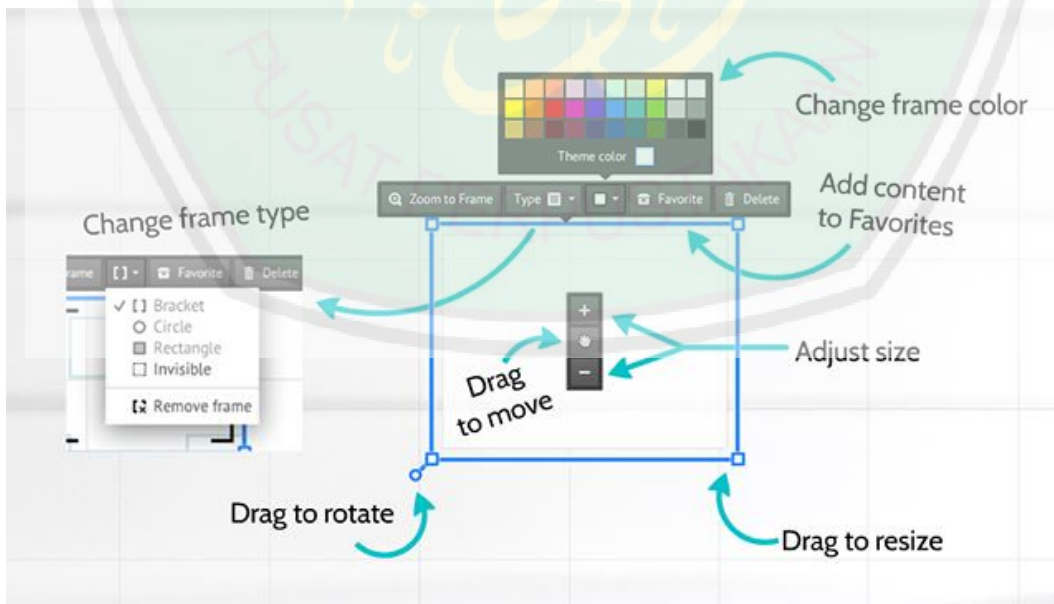 Change frame color
Theme color
Zoom to Frame Type Favorite Delete
Add content
to Favorites
Change frame type
rame Favorite Delete
Bracket
Circle
Rectangle
Invisible
Remove frame
Adjust size
Drag
to move
Drag to rotate
Drag to resize
PUSAT